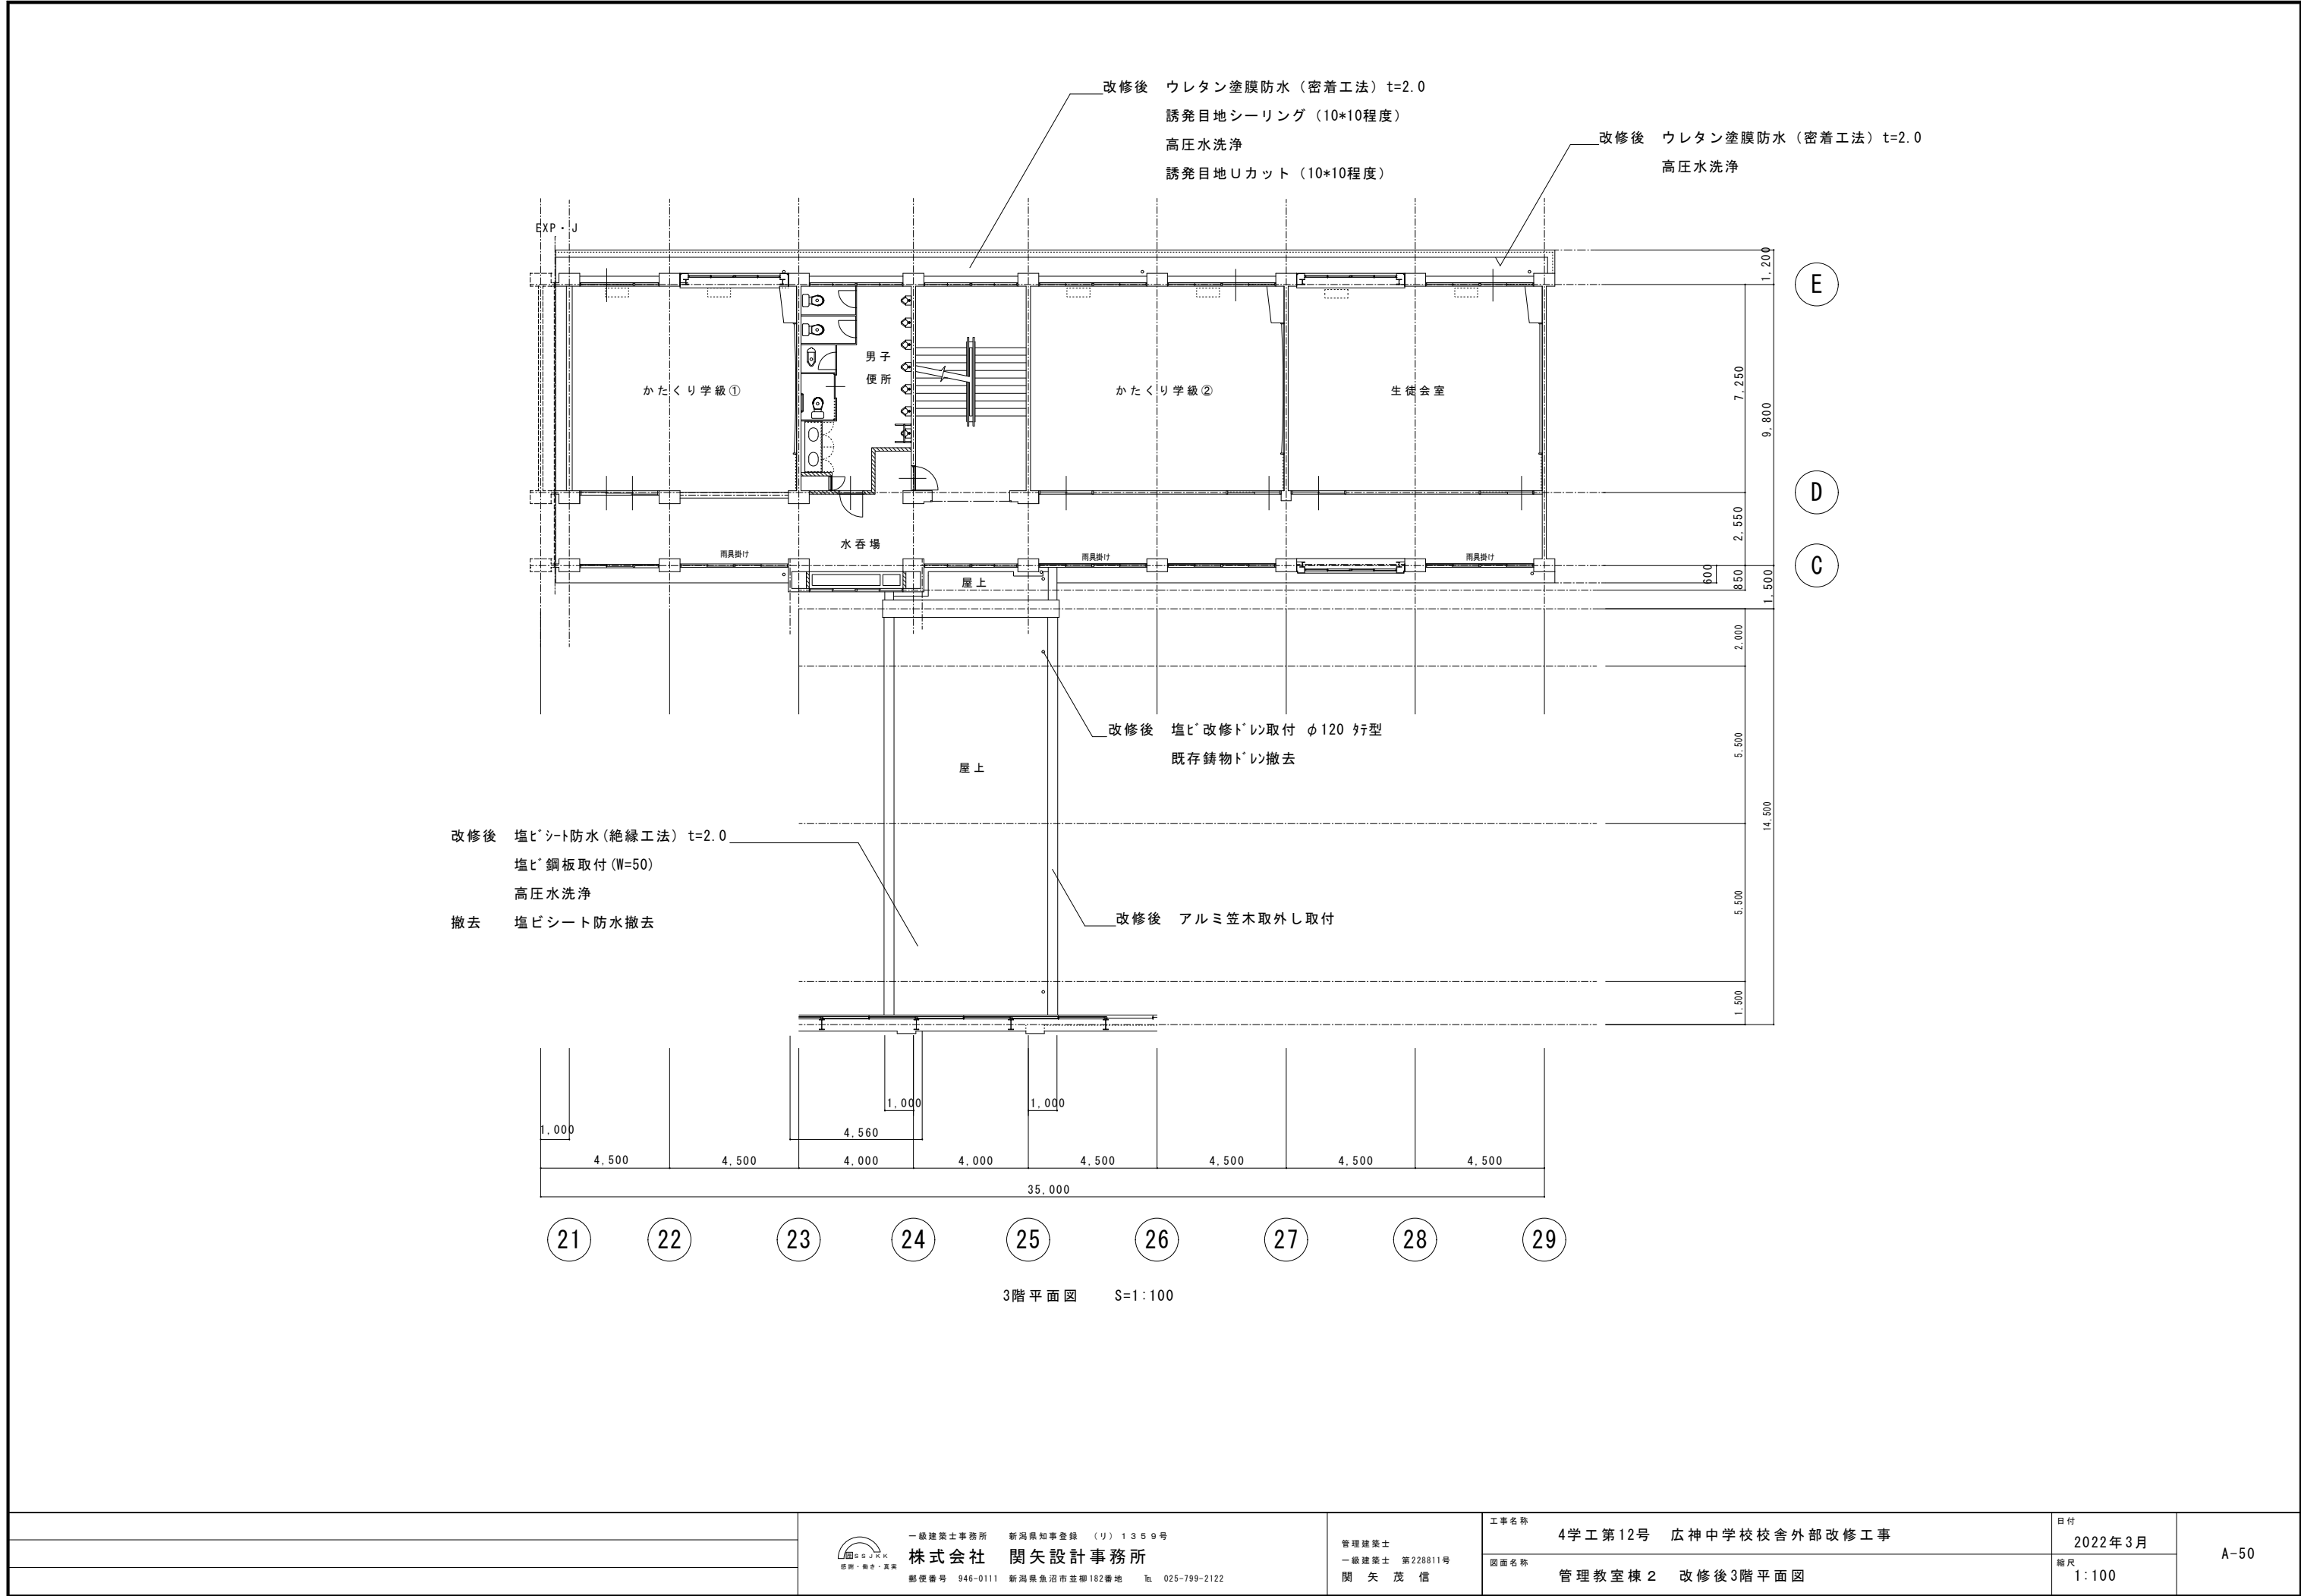 改修後 ウレタン塗膜防水（密着工法）t=2.0
誘発目地シーリング（10*10程度）
高圧水洗浄
誘発目地Uカット（10*10程度）
改修後 ウレタン塗膜防水（密着工法）t=2.0
高圧水洗浄
EXP・J
1,200
E
男子
便所
かたくり学級①
かたくり学級②
生徒会室
7,250
9,800
D
2,550
水呑場
雨具掛け
雨具掛け
雨具掛け
C
屋上
600
850
1,500
2,000
改修後 塩ﾋﾞ改修ﾄﾞﾚﾝ取付 φ120 ﾀﾃ型
既存鋳物ﾄﾞﾚﾝ撤去
5,500
屋上
14,500
改修後 塩ﾋﾞｼｰﾄ防水(絶縁工法) t=2.0
塩ﾋﾞ鋼板取付(W=50)
高圧水洗浄
撤去 塩ビシート防水撤去
改修後 アルミ笠木取外し取付
5,500
1,500
1,000
1,000
1,000
4,560
4,500
4,500
4,000
4,000
4,500
4,500
4,500
4,500
35,000
21
22
23
24
25
26
27
28
29
3階平面図 S=1:100
関SSJKK
感謝・働き・真実
一級建築士事務所 新潟県知事登録 （リ）１３５９号
株式会社 関矢設計事務所
郵便番号 946-0111 新潟県魚沼市並柳182番地 ℡ 025-799-2122
管理建築士
一級建築士 第228811号
関矢茂信
工事名称
4学工第12号 広神中学校校舎外部改修工事
図面名称
管理教室棟２ 改修後3階平面図
日付
2022年3月
縮尺
1:100
A-50